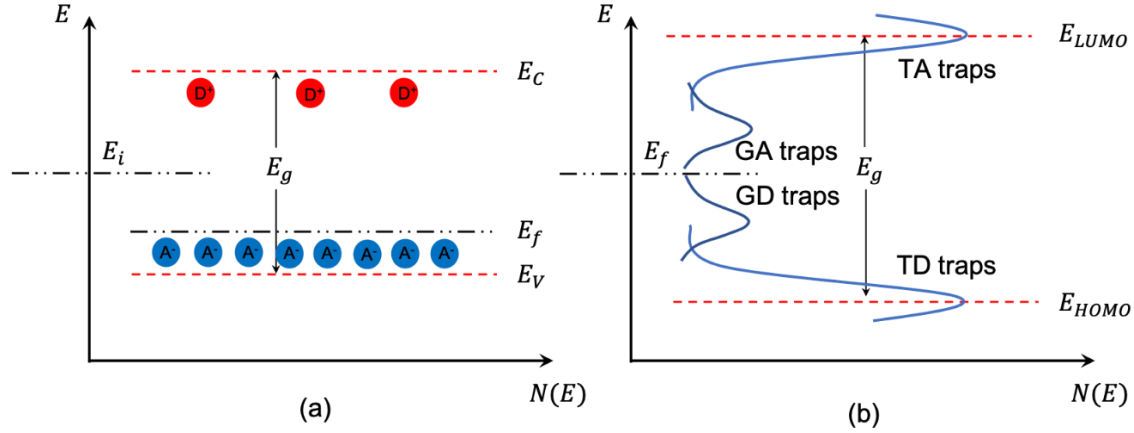 E
E_C
D⁺ D⁺ D⁺
E_i
E_g
E_f
A⁻ A⁻ A⁻ A⁻ A⁻ A⁻ A⁻ A⁻
E_V
N(E)
(a)
E
E_LUMO
TA traps
E_f
GA traps
E_g
GD traps
TD traps
E_HOMO
N(E)
(b)